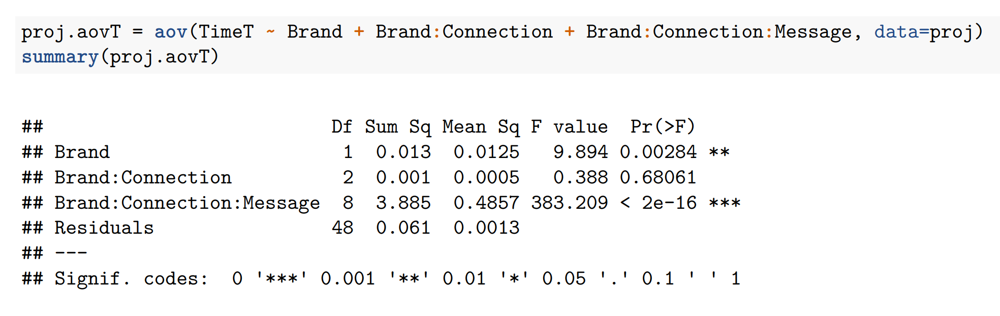 proj.aovT = aov(TimeT ~ Brand + Brand:Connection + Brand:Connection:Message, data=proj)
summary(proj.aovT)
##                          Df Sum Sq Mean Sq F value  Pr(>F)
## Brand                     1  0.013  0.0125   9.894 0.00284 **
## Brand:Connection          2  0.001  0.0005   0.388 0.68061
## Brand:Connection:Message  8  3.885  0.4857 383.209 < 2e-16 ***
## Residuals                48  0.061  0.0013
## ---
## Signif. codes:  0 '***' 0.001 '**' 0.01 '*' 0.05 '.' 0.1 ' ' 1